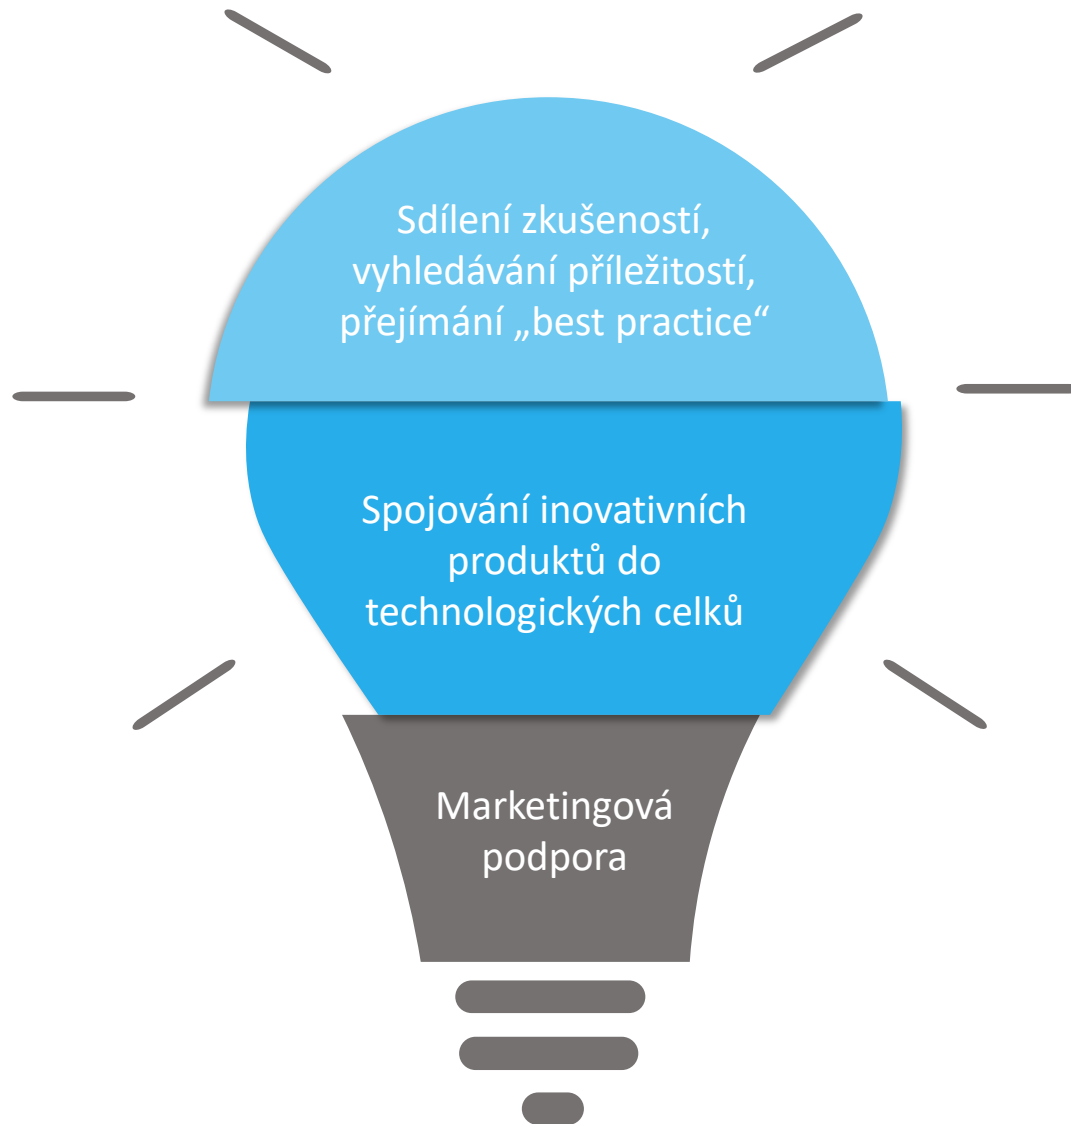 Sdílení zkušeností,
vyhledávání příležitostí,
přejímání „best practice“
Spojování inovativních
produktů do
technologických celků
Marketingová
podpora